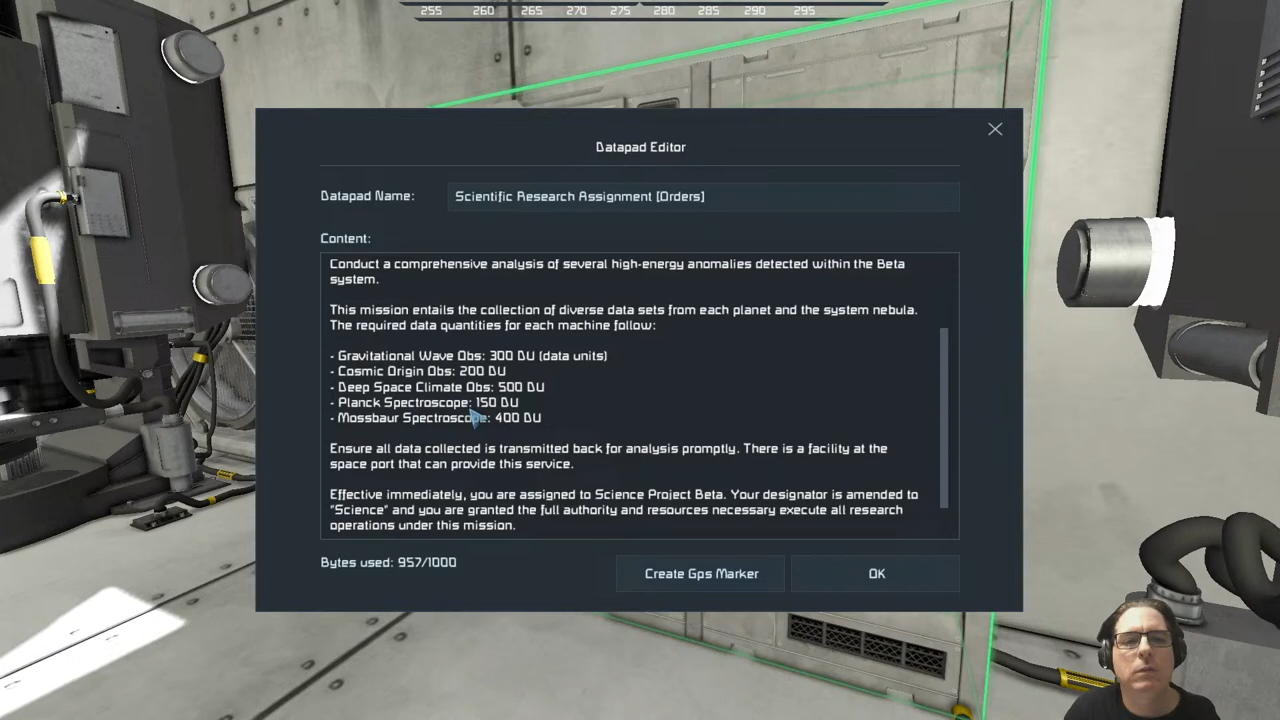 255 260 265 270 275 280 285 290 295
Datapad Editor
Datapad Name: Scientific Research Assignment [Orders]
Content:
Conduct a comprehensive analysis of several high-energy anomalies detected within the Beta
system.
This mission entails the collection of diverse data sets from each planet and the system nebula.
The required data quantities for each machine follow:
- Gravitational Wave Obs: 300 DU (data units)
- Cosmic Origin Obs: 200 DU
- Deep Space Climate Obs: 500 DU
- Planck Spectroscope: 150 DU
- Mossbaur Spectroscope: 400 DU
Ensure all data collected is transmitted back for analysis promptly. There is a facility at the
space port that can provide this service.
Effective immediately, you are assigned to Science Project Beta. Your designator is amended to
"Science" and you are granted the full authority and resources necessary execute all research
operations under this mission.
Bytes used: 957/1000
Create Gps Marker
OK